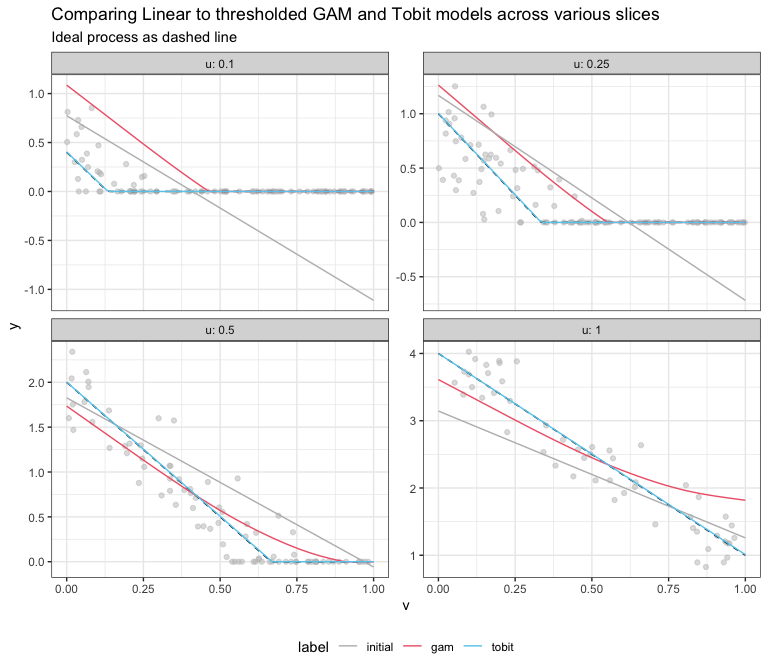 Comparing Linear to thresholded GAM and Tobit models across various slices
Ideal process as dashed line
u: 0.1
u: 0.25
1.0
0.5
0.0
-0.5
-1.0
1.0
0.5
0.0
-0.5
y
u: 0.5
u: 1
2.0
1.5
1.0
0.5
0.0
4
3
2
1
0.00 0.25 0.50 0.75 1.00
0.00 0.25 0.50 0.75 1.00
v
label initial gam tobit